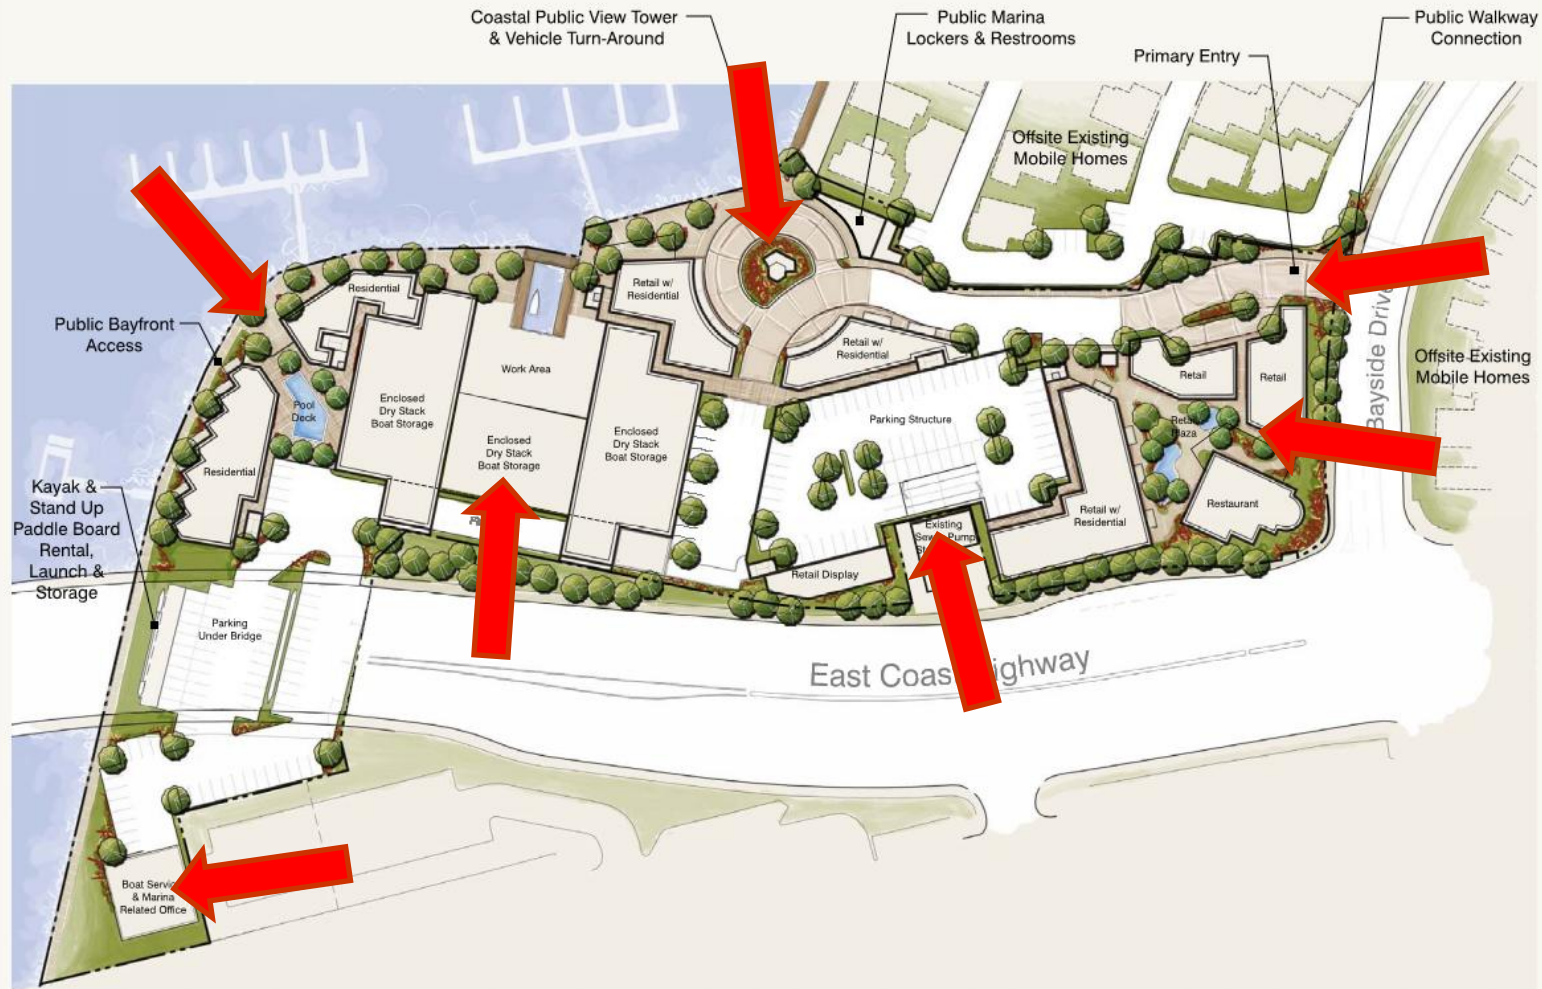 Coastal Public View Tower
& Vehicle Turn-Around
Public Marina
Lockers & Restrooms
Public Walkway
Connection
Primary Entry
Offsite Existing
Mobile Homes
Residential
Retail w/
Residential
Public Bayfront
Access
Retail w/
Residential
Work Area
Retail
Retail
Offsite Existing
Mobile Homes
Bayside Drive
Pool
Deck
Enclosed
Dry Stack
Boat Storage
Enclosed
Dry Stack
Boat Storage
Enclosed
Dry Stack
Boat Storage
Parking Structure
Plaza
Residential
Kayak &
Stand Up
Paddle Board
Rental,
Launch &
Storage
Restaurant
Retail w/
Residential
Existing
Pump
Retail Display
Parking
Under Bridge
East Coast Highway
Boat Service
& Marina
Related Office